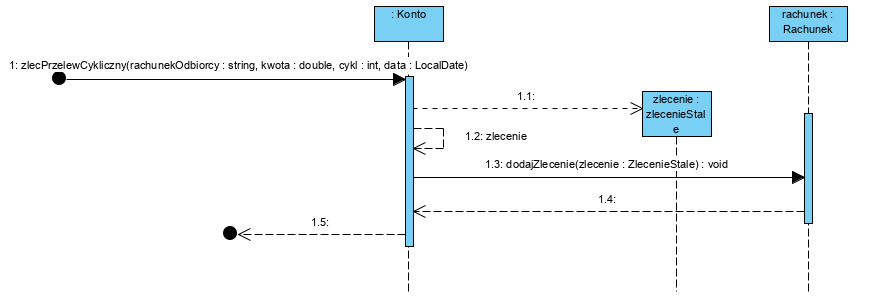 : Konto
rachunek :
Rachunek
1: zlecPrzelewCykliczny(rachunekOdbiorcy : string, kwota : double, cykl : int, data : LocalDate)
1.1:
zlecenie :
zlecenieStal
e
1.2: zlecenie
1.3: dodajZlecenie(zlecenie : ZlecenieStale) : void
1.4:
1.5: